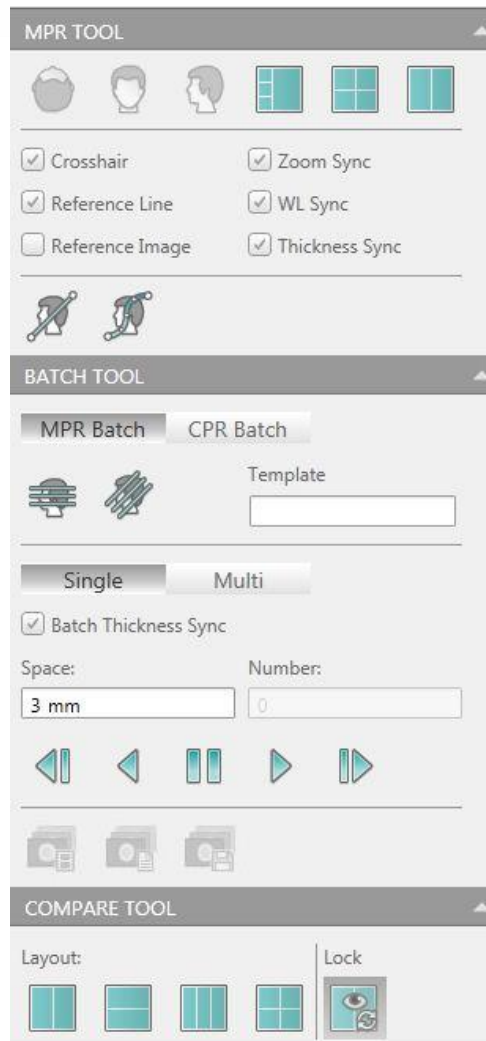 MPR TOOL
Crosshair Zoom Sync
Reference Line WL Sync
Reference Image Thickness Sync
BATCH TOOL
MPR Batch CPR Batch
Template
Single Multi
Batch Thickness Sync
Space: Number:
3 mm 0
COMPARE TOOL
Layout: Lock